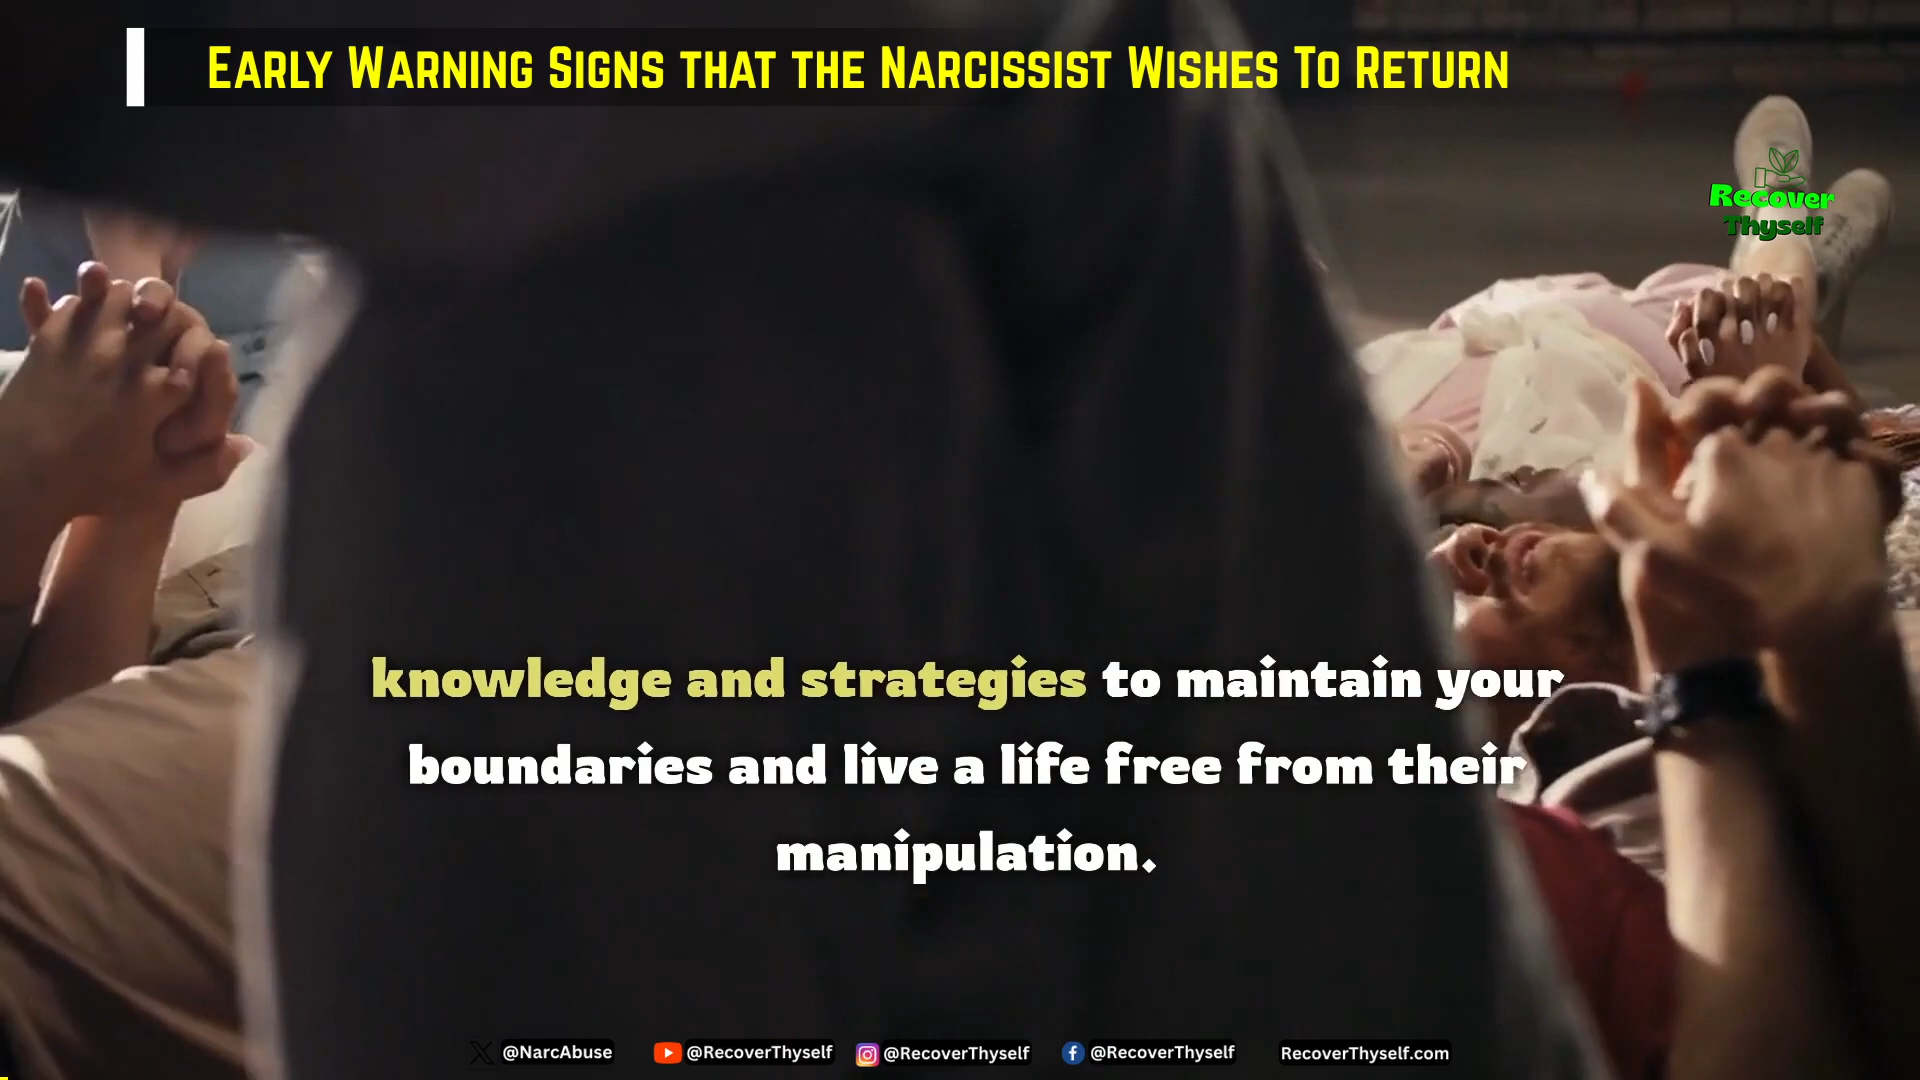 Early Warning Signs that the Narcissist Wishes To Return
Recover
Thyself
knowledge and strategies to maintain your
boundaries and live a life free from their
manipulation.
@NarcAbuse @RecoverThyself @RecoverThyself @RecoverThyself RecoverThyself.com